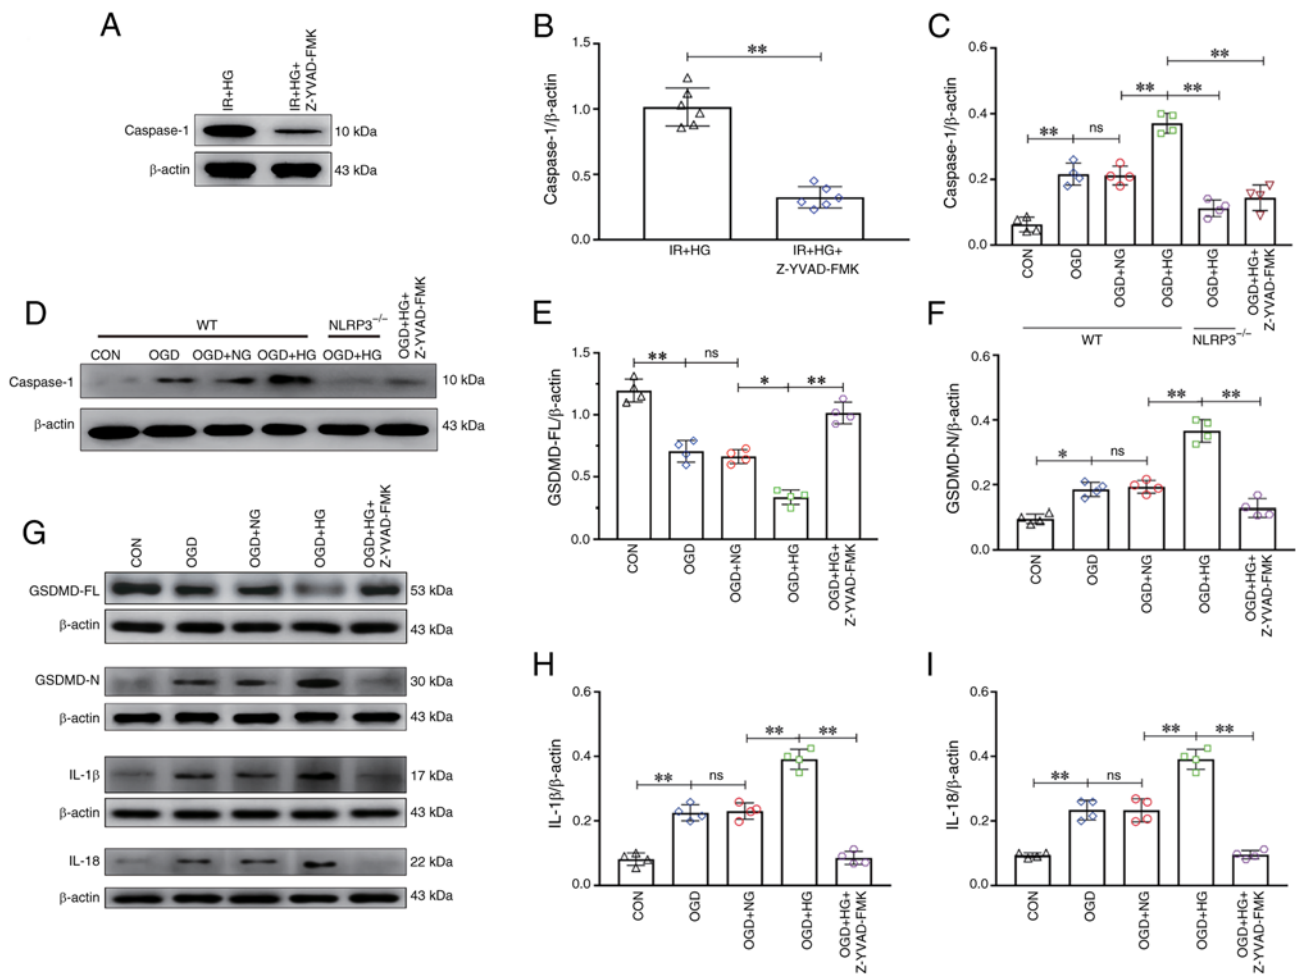 A
IR+HG
IR+HG+
Z-YVAD-FMK
Caspase-1
10 kDa
β-actin
43 kDa
B
Caspase-1/β-actin
1.5
1.0
0.5
0.0
**
IR+HG
IR+HG+
Z-YVAD-FMK
C
Caspase-1/β-actin
0.6
0.4
0.2
0.0
**
ns
**
**
**
CON
OGD
OGD+NG
OGD+HG
OGD+HG
OGD+HG+
Z-YVAD-FMK
WT
NLRP3−/−
D
WT
NLRP3−/−
OGD+HG+
Z-YVAD-FMK
CON
OGD
OGD+NG
OGD+HG
OGD+HG
Caspase-1
10 kDa
β-actin
43 kDa
E
GSDMD-FL/β-actin
1.5
1.0
0.5
0
**
ns
*
**
CON
OGD
OGD+NG
OGD+HG
OGD+HG+
Z-YVAD-FMK
F
GSDMD-N/β-actin
0.6
0.4
0.2
0.0
*
ns
**
**
CON
OGD
OGD+NG
OGD+HG
OGD+HG+
Z-YVAD-FMK
G
CON
OGD
OGD+NG
OGD+HG
OGD+HG+
Z-YVAD-FMK
GSDMD-FL
53 kDa
β-actin
43 kDa
GSDMD-N
30 kDa
β-actin
43 kDa
IL-1β
17 kDa
β-actin
43 kDa
IL-18
22 kDa
β-actin
43 kDa
H
IL-1β/β-actin
0.6
0.4
0.2
0.0
**
ns
**
**
CON
OGD
OGD+NG
OGD+HG
OGD+HG+
Z-YVAD-FMK
I
IL-18/β-actin
0.6
0.4
0.2
0.0
**
ns
**
**
CON
OGD
OGD+NG
OGD+HG
OGD+HG+
Z-YVAD-FMK